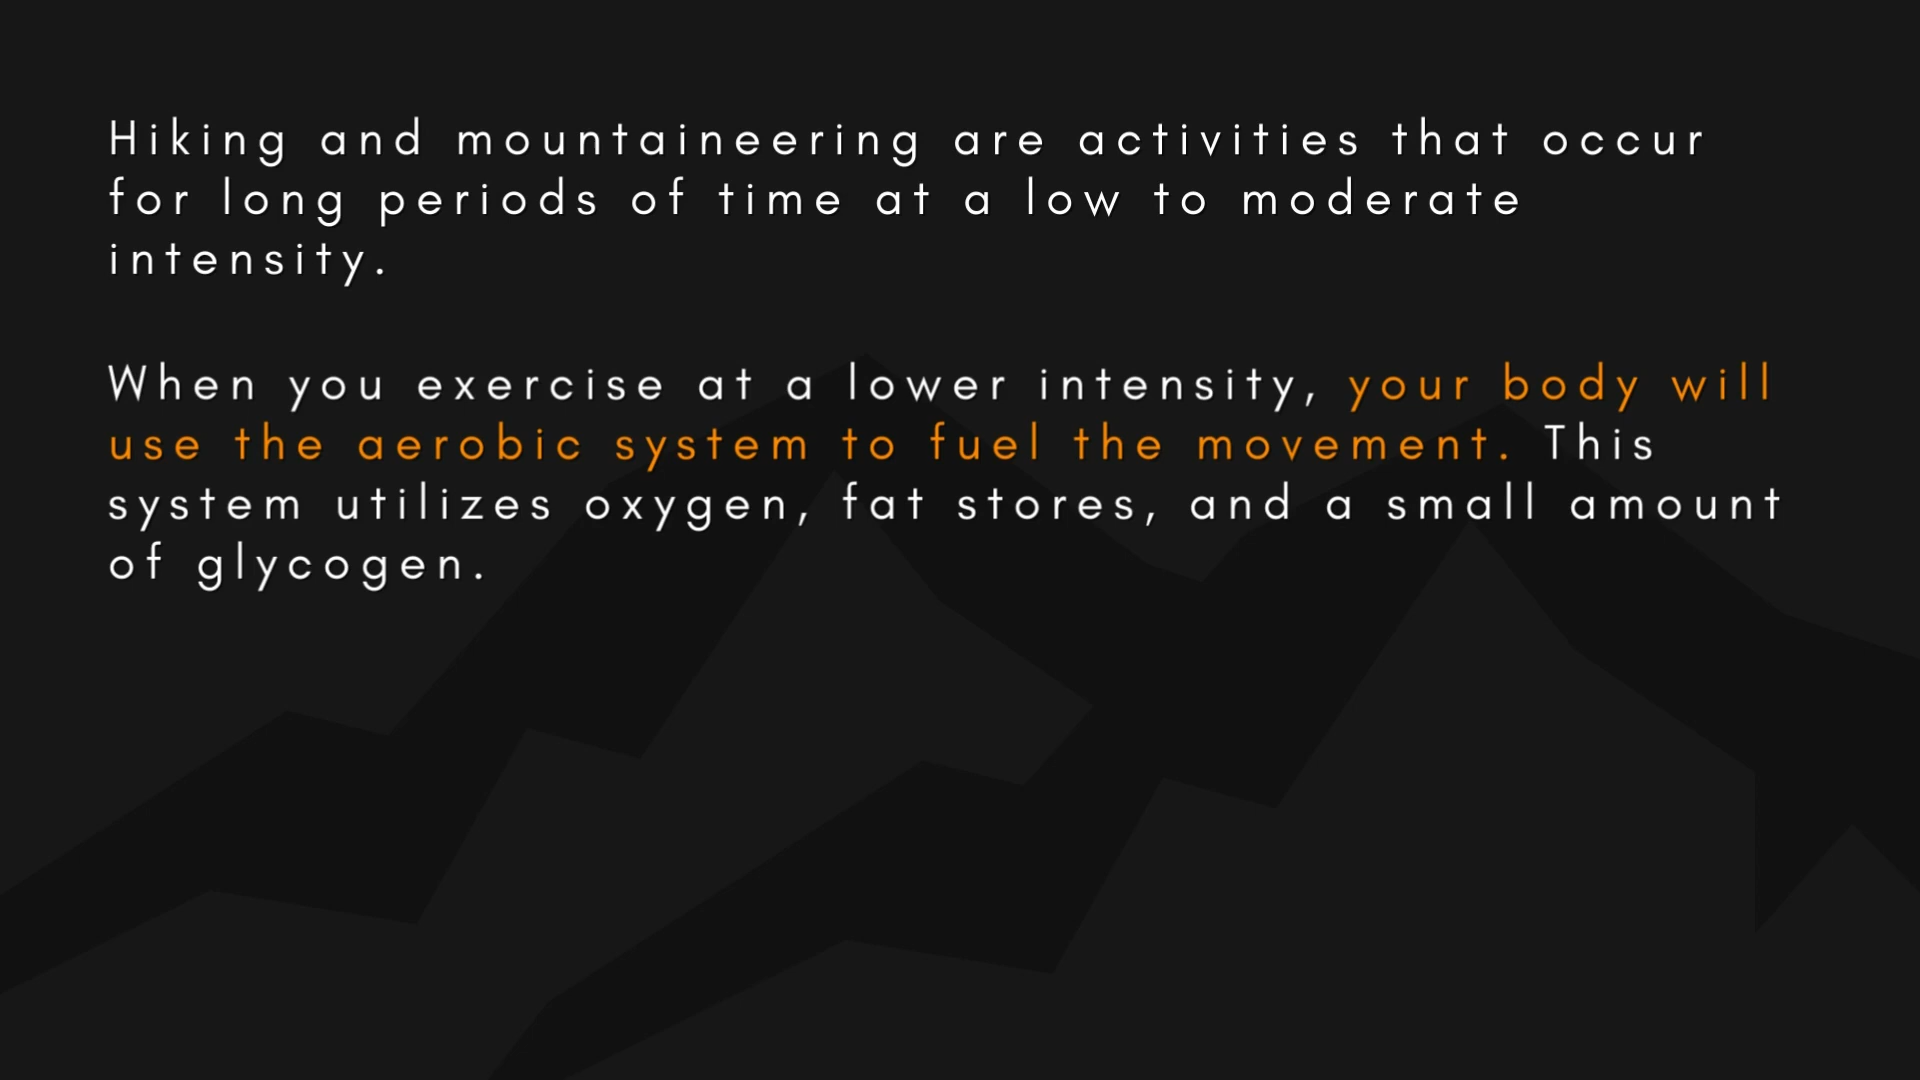 Hiking and mountaineering are activities that occur
for long periods of time at a low to moderate
intensity.
When you exercise at a lower intensity, your body will
use the aerobic system to fuel the movement. This
system utilizes oxygen, fat stores, and a small amount
of glycogen.